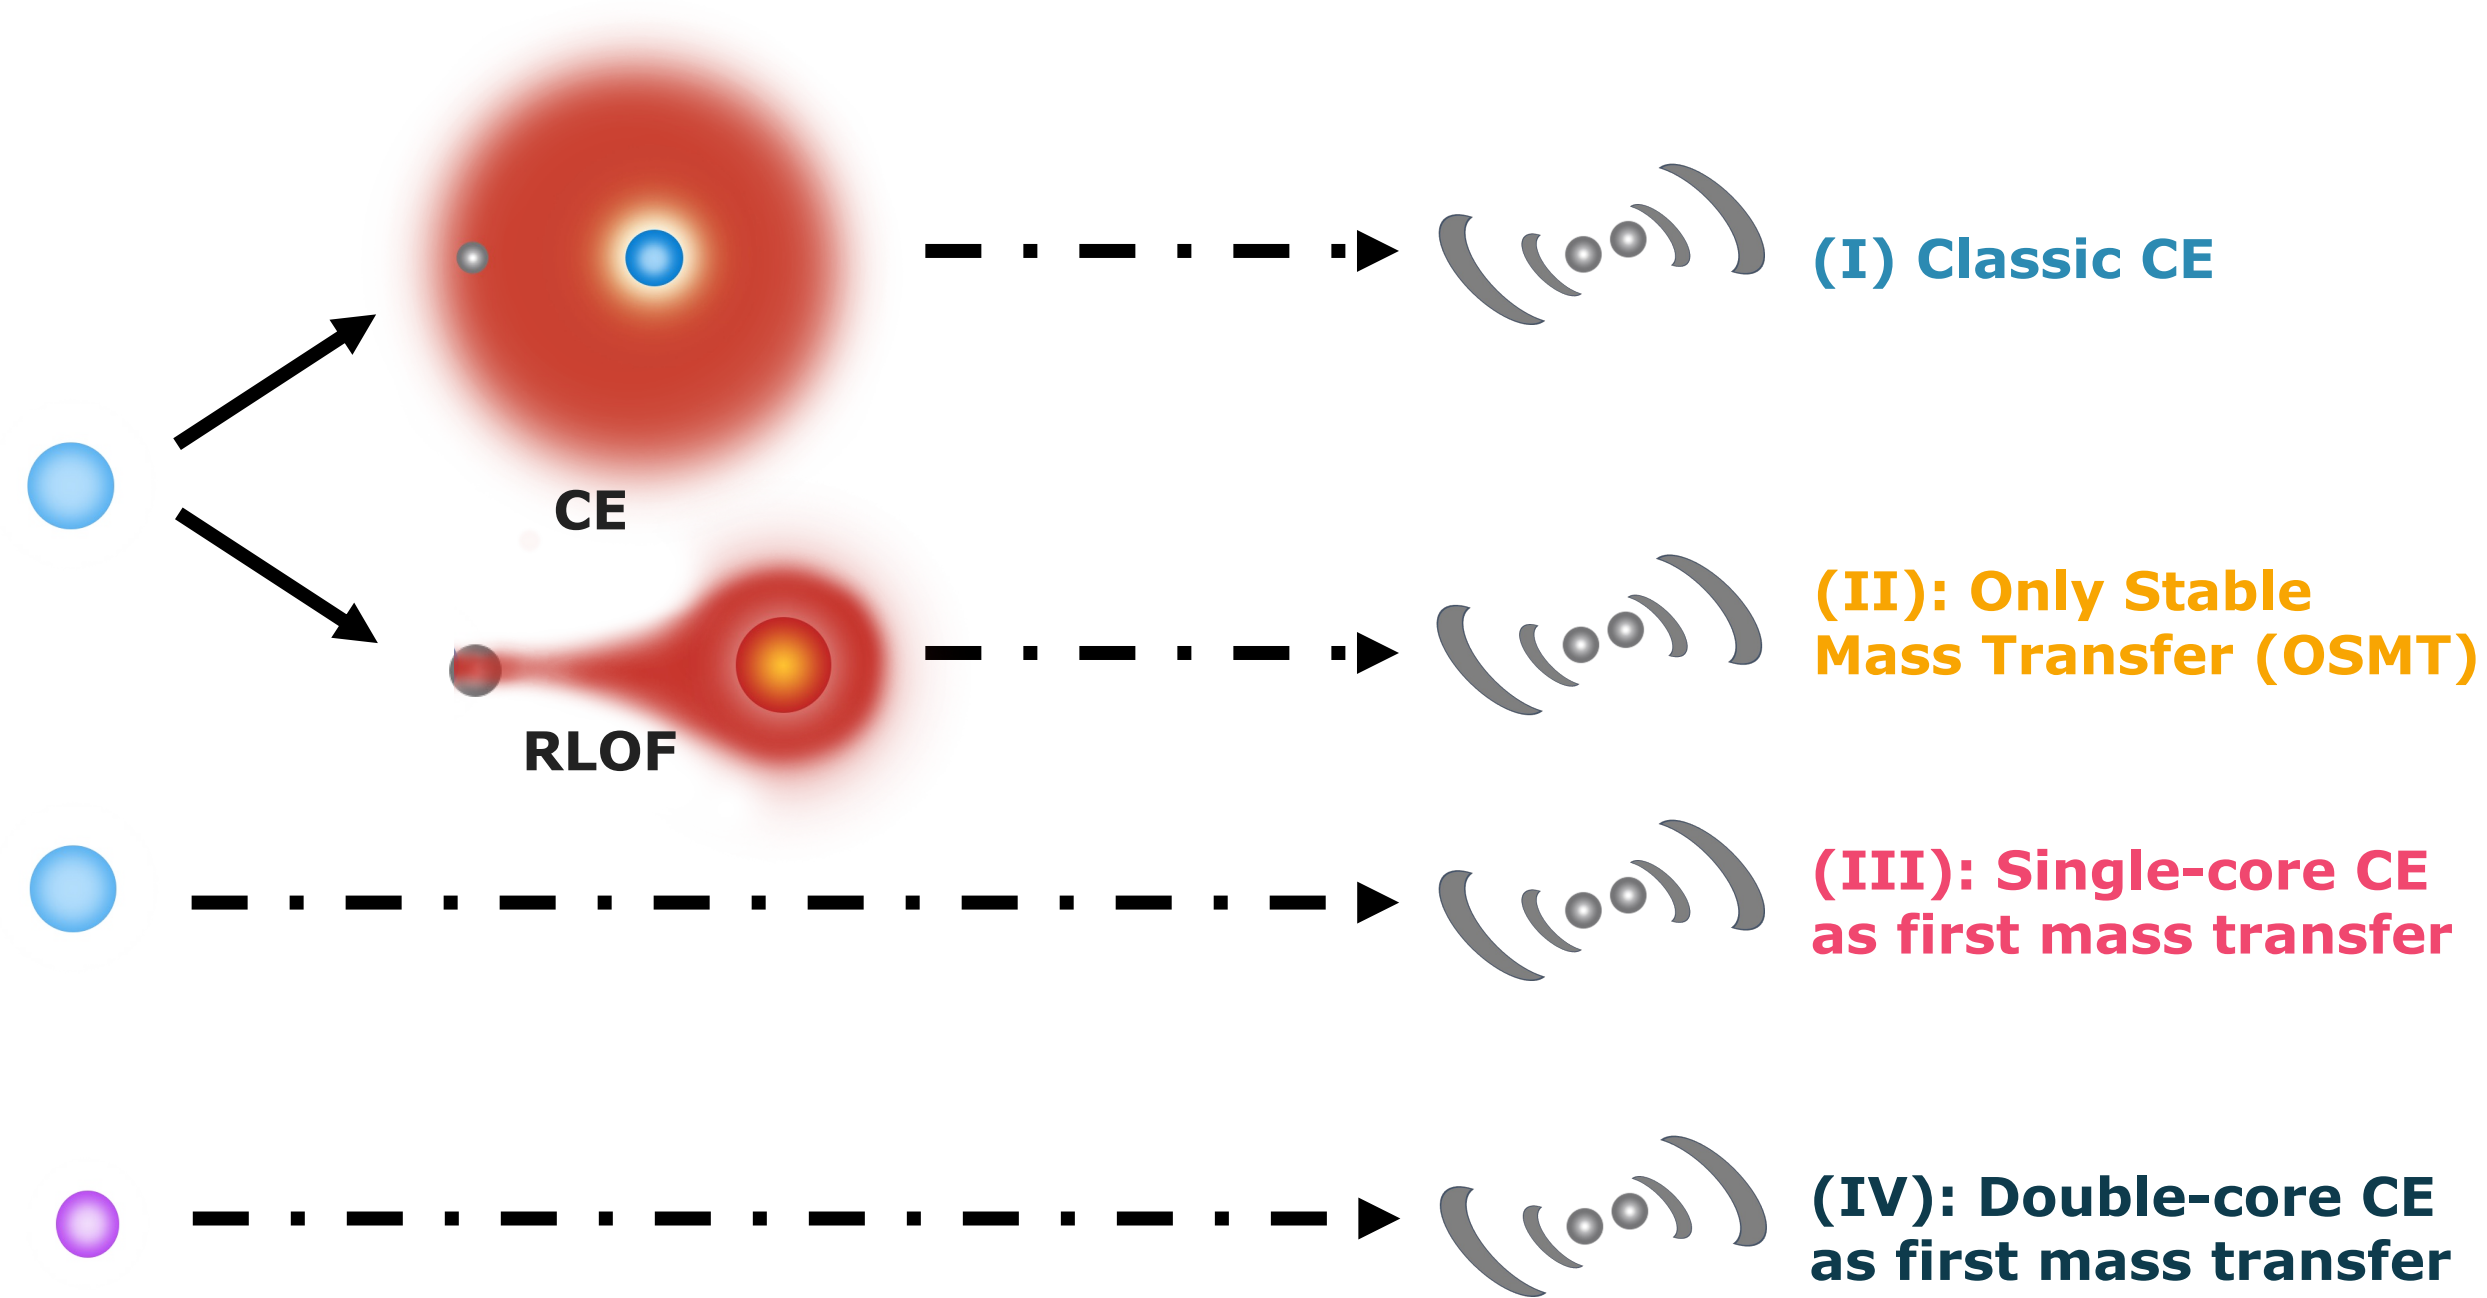 (I) Classic CE
CE
(II): Only Stable
Mass Transfer (OSMT)
RLOF
(III): Single-core CE
as first mass transfer
(IV): Double-core CE
as first mass transfer